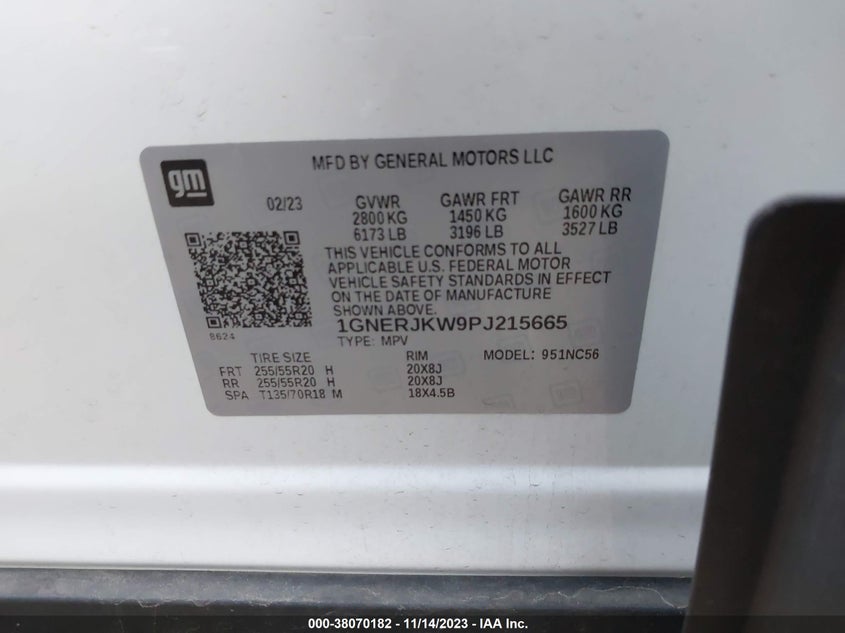 gm
MFD BY GENERAL MOTORS LLC
02/23 GVWR GAWR FRT GAWR RR
2800 KG 1450 KG 1600 KG
6173 LB 3196 LB 3527 LB
THIS VEHICLE CONFORMS TO ALL
APPLICABLE U.S. FEDERAL MOTOR
VEHICLE SAFETY STANDARDS IN EFFECT
ON THE DATE OF MANUFACTURE
SHOWN ABOVE.
8624
1GNERJKW9PJ215665
TYPE: MPV
TIRE SIZE RIM MODEL: 951NC56
FRT 255/55R20 H 20X8J
RR 255/55R20 H 20X8J
SPA T135/70R18 M 18X4.5B
000-38070182 - 11/14/2023 - IAA Inc.